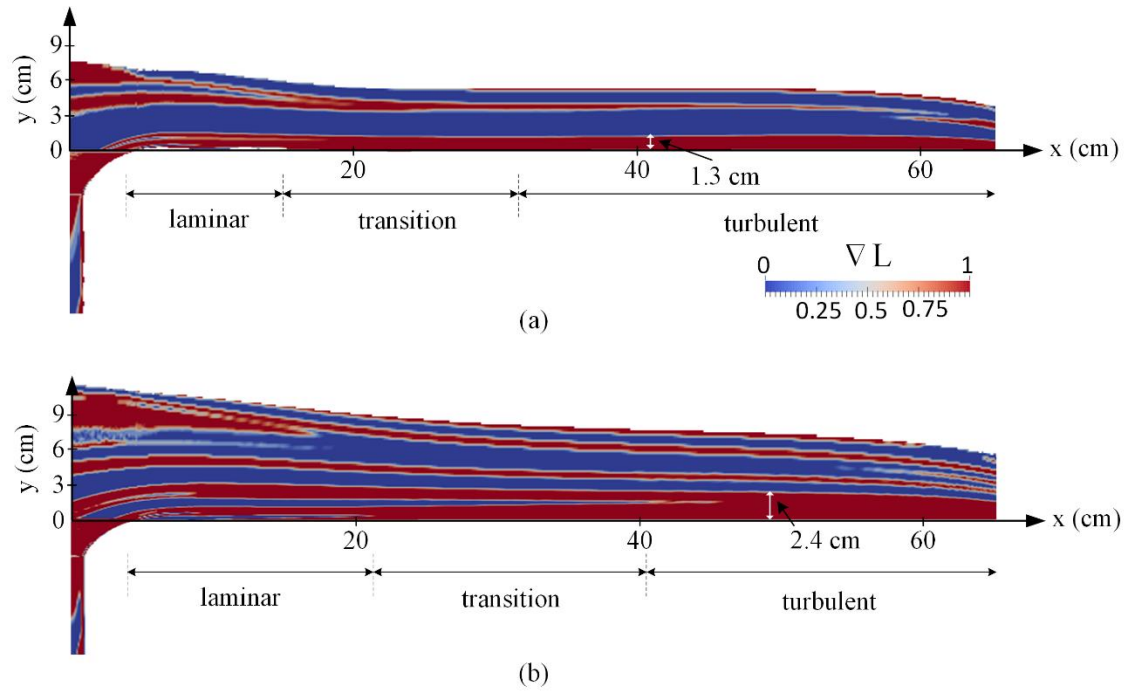 9
6
3
0
y (cm)
20
40
60
x (cm)
1.3 cm
laminar
transition
turbulent
0
∇ L
1
0.25
0.5
0.75
(a)
9
6
3
0
y (cm)
20
40
60
x (cm)
2.4 cm
laminar
transition
turbulent
(b)